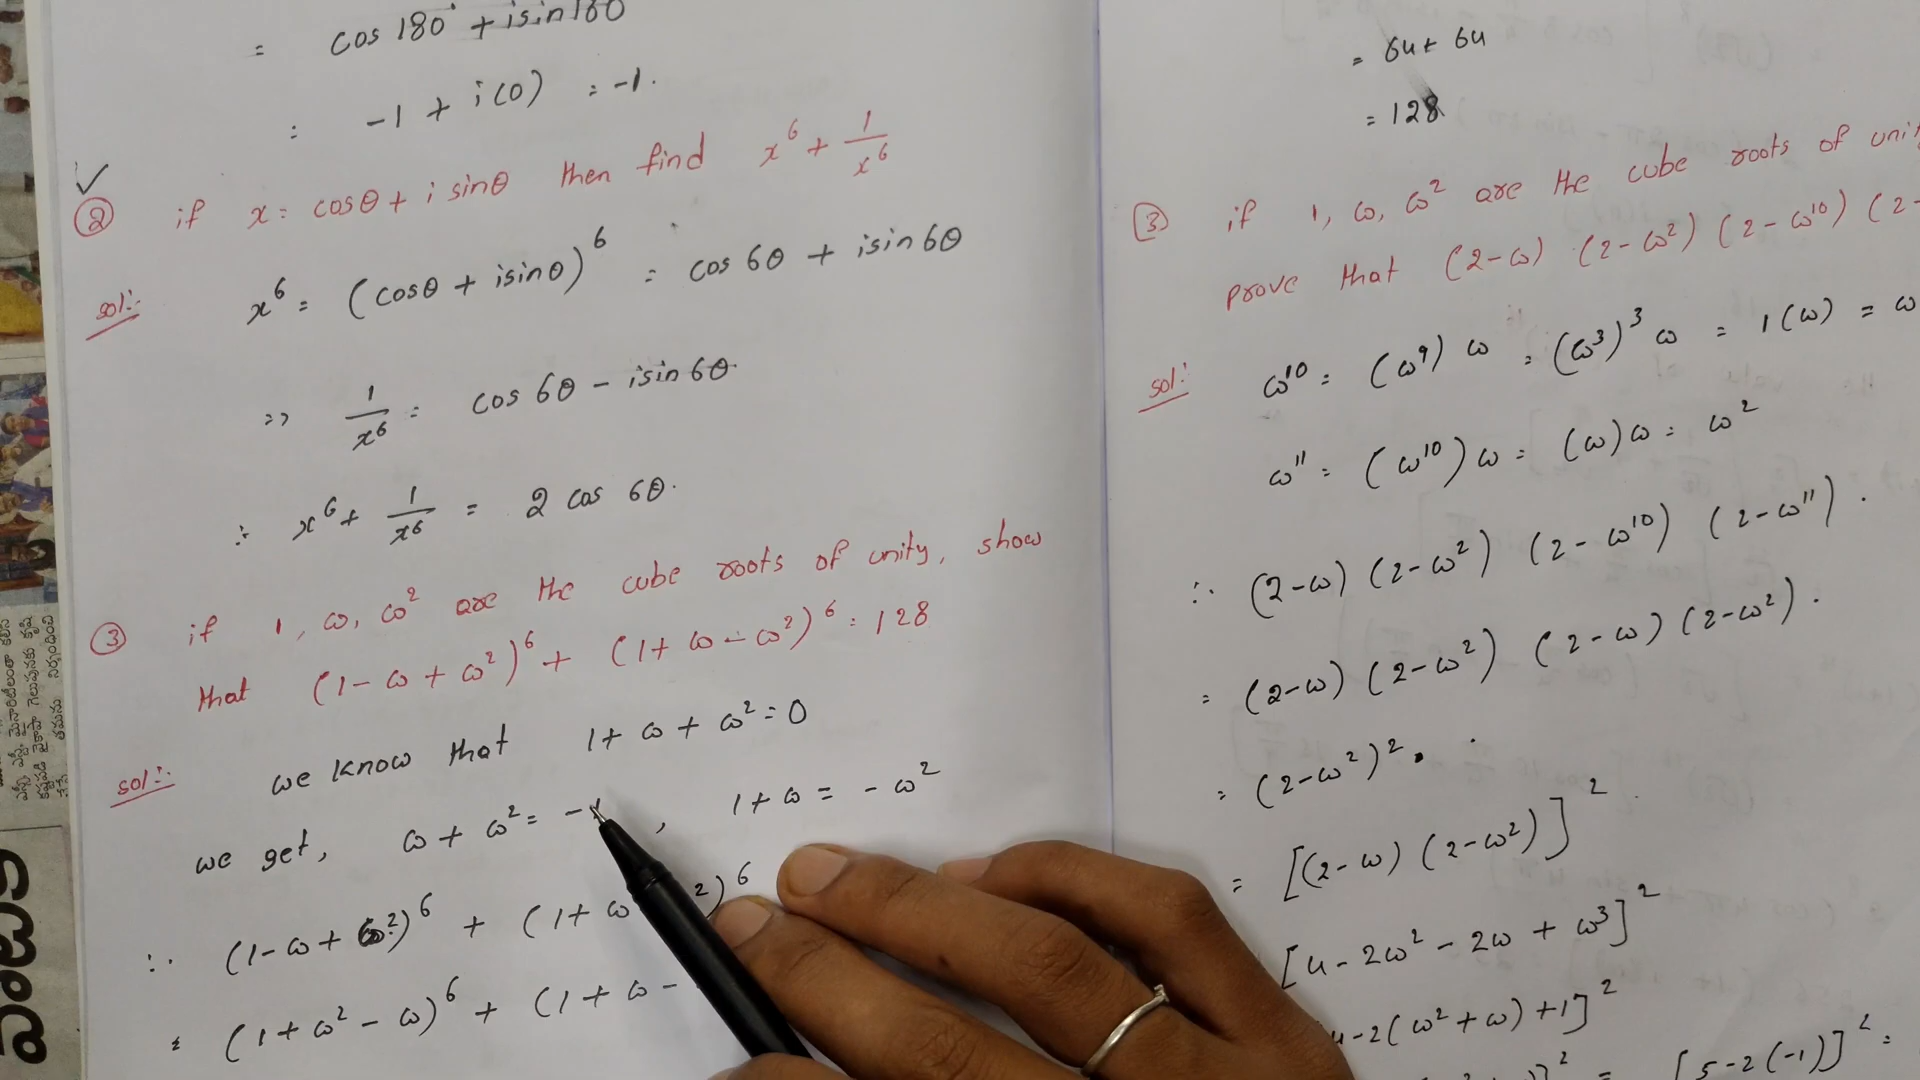 = cos 180° + i sin 180
= -1 + i(0) = -1.
② if x = cosθ + i sinθ then find x⁶ + 1/x⁶
sol:- x⁶ = (cosθ + isinθ)⁶ = cos 6θ + isin 6θ
=> 1/x⁶ = cos 6θ - isin 6θ.
∴ x⁶ + 1/x⁶ = 2 cos 6θ.
③ if 1, ω, ω² are the cube roots of unity, show
that (1 - ω + ω²)⁶ + (1 + ω - ω²)⁶ = 128
sol:- we know that 1 + ω + ω² = 0
we get, ω + ω² = -1, 1 + ω = -ω²
∴ (1 - ω + ω²)⁶ + (1 + ω ²)⁶
= (1 + ω² - ω)⁶ + (1 + ω -
= 64 + 64
= 128
③ if 1, ω, ω² are the cube roots of unit
prove that (2-ω) (2-ω²) (2-ω¹⁰) (2-
sol: ω¹⁰ = (ω⁹) ω = (ω³)³ ω = 1(ω) = ω
ω¹¹ = (ω¹⁰) ω = (ω) ω = ω²
∴ (2-ω) (2-ω²) (2-ω¹⁰) (2-ω¹¹).
= (2-ω) (2-ω²) (2-ω) (2-ω²).
= (2-ω²)².
= [(2-ω) (2-ω²)]²
[4 - 2ω² - 2ω + ω³]²
4-2(ω²+ω)+1]²
= [5-2(-1)]² =